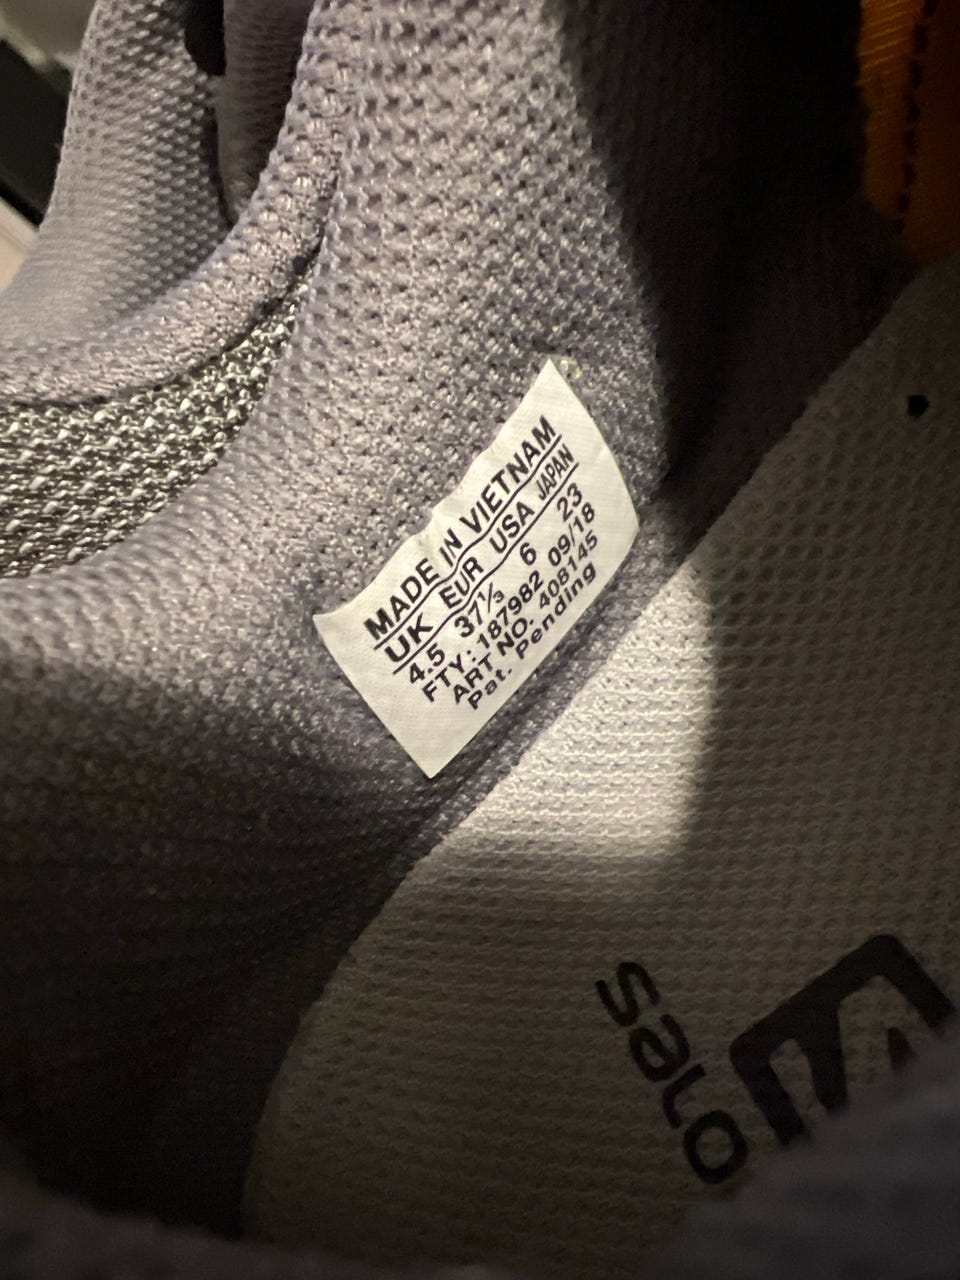 MADE IN VIETNAM
UK EUR USA JAPAN
4.5 37⅓ 6 23
FTY: 187982 09/18
ART NO. 408145
Pat. Pending
salo